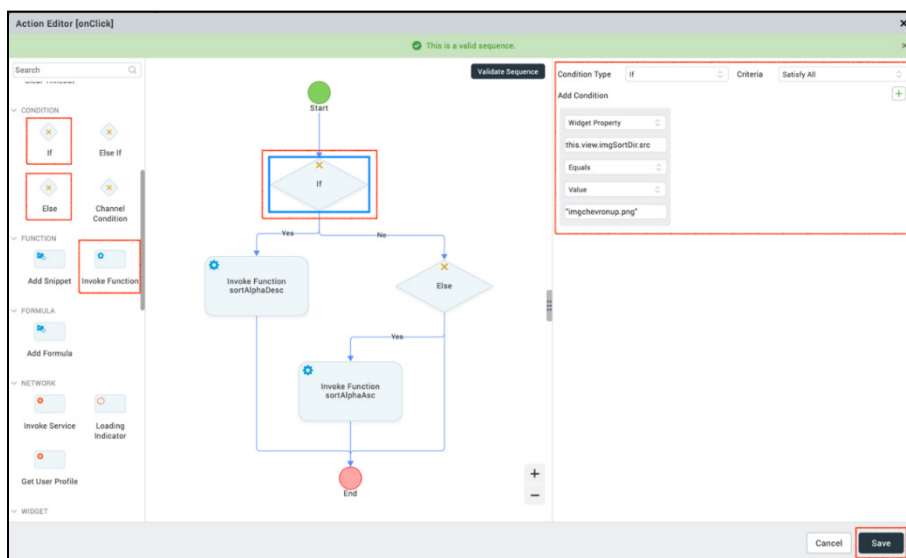 Action Editor [onClick]
This is a valid sequence.
Search
Clear Timeout
CONDITION
If
Else If
Else
Channel
Condition
FUNCTION
Add Snippet
Invoke Function
FORMULA
Add Formula
NETWORK
Invoke Service
Loading
Indicator
Get User Profile
WIDGET
Validate Sequence
Start
If
Yes
No
Invoke Function
sortAlphaDesc
Else
Yes
Invoke Function
sortAlphaAsc
End
Condition Type
If
Criteria
Satisfy All
Add Condition
Widget Property
this.view.imgSortDir.src
Equals
Value
"imgchevronup.png"
Cancel
Save